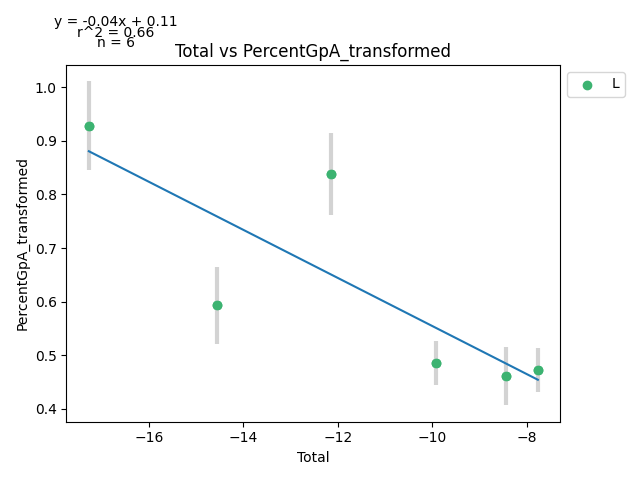 y = -0.04x + 0.11
r^2 = 0.66
n = 6
Total vs PercentGpA_transformed
L
PercentGpA_transformed
1.0
0.9
0.8
0.7
0.6
0.5
0.4
−16
−14
−12
−10
−8
Total